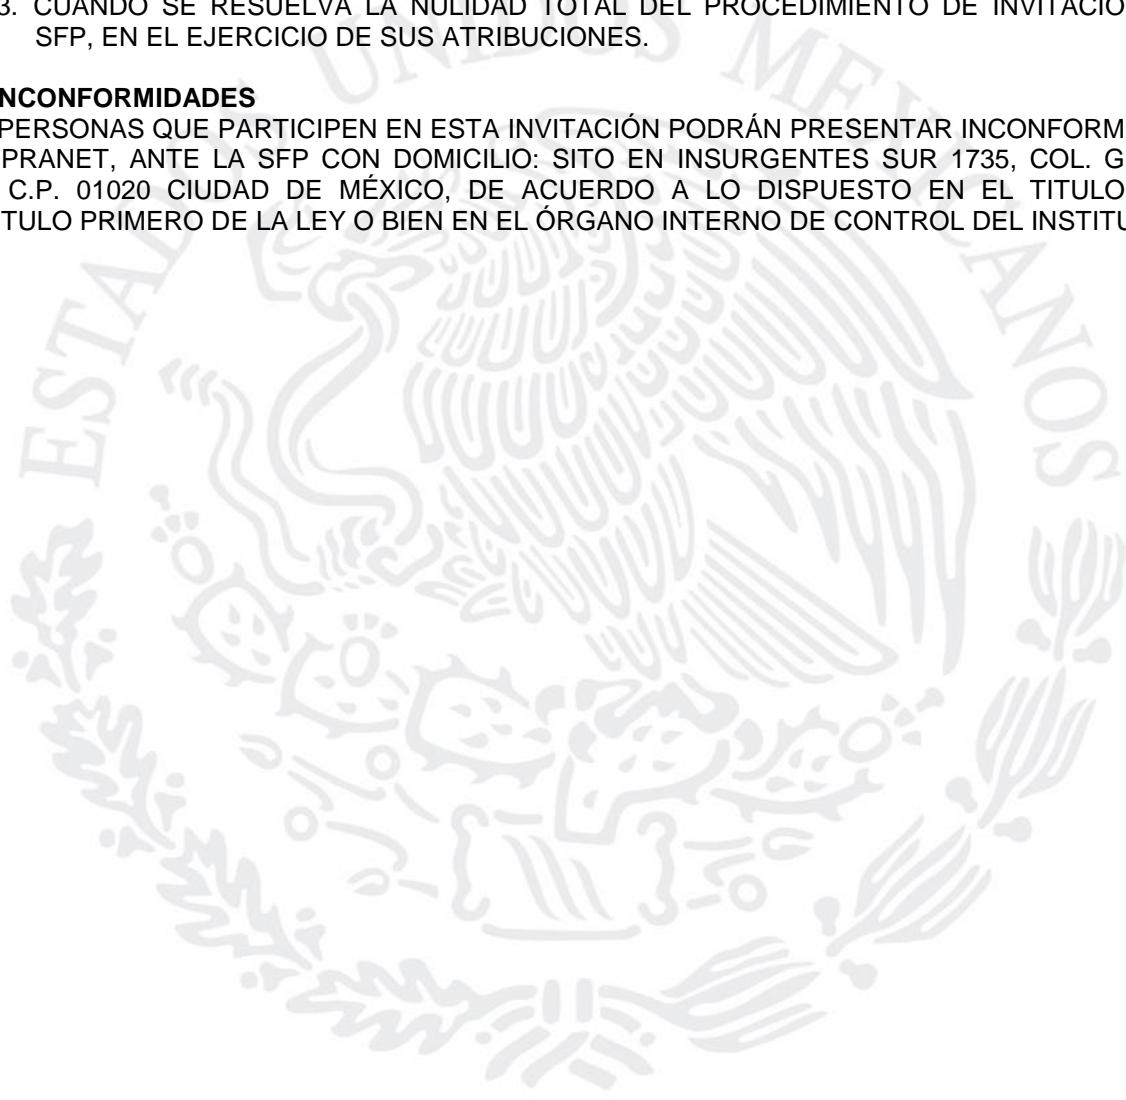 3. CUANDO SE RESUELVA LA NULIDAD TOTAL DEL PROCEDIMIENTO DE INVITACIO
SFP, EN EL EJERCICIO DE SUS ATRIBUCIONES.
NCONFORMIDADES
PERSONAS QUE PARTICIPEN EN ESTA INVITACIÓN PODRÁN PRESENTAR INCONFORM
PRANET, ANTE LA SFP CON DOMICILIO: SITO EN INSURGENTES SUR 1735, COL. G
C.P. 01020 CIUDAD DE MÉXICO, DE ACUERDO A LO DISPUESTO EN EL TITULO
TULO PRIMERO DE LA LEY O BIEN EN EL ÓRGANO INTERNO DE CONTROL DEL INSTITU
ESTADOS UNIDOS MEXICANOS